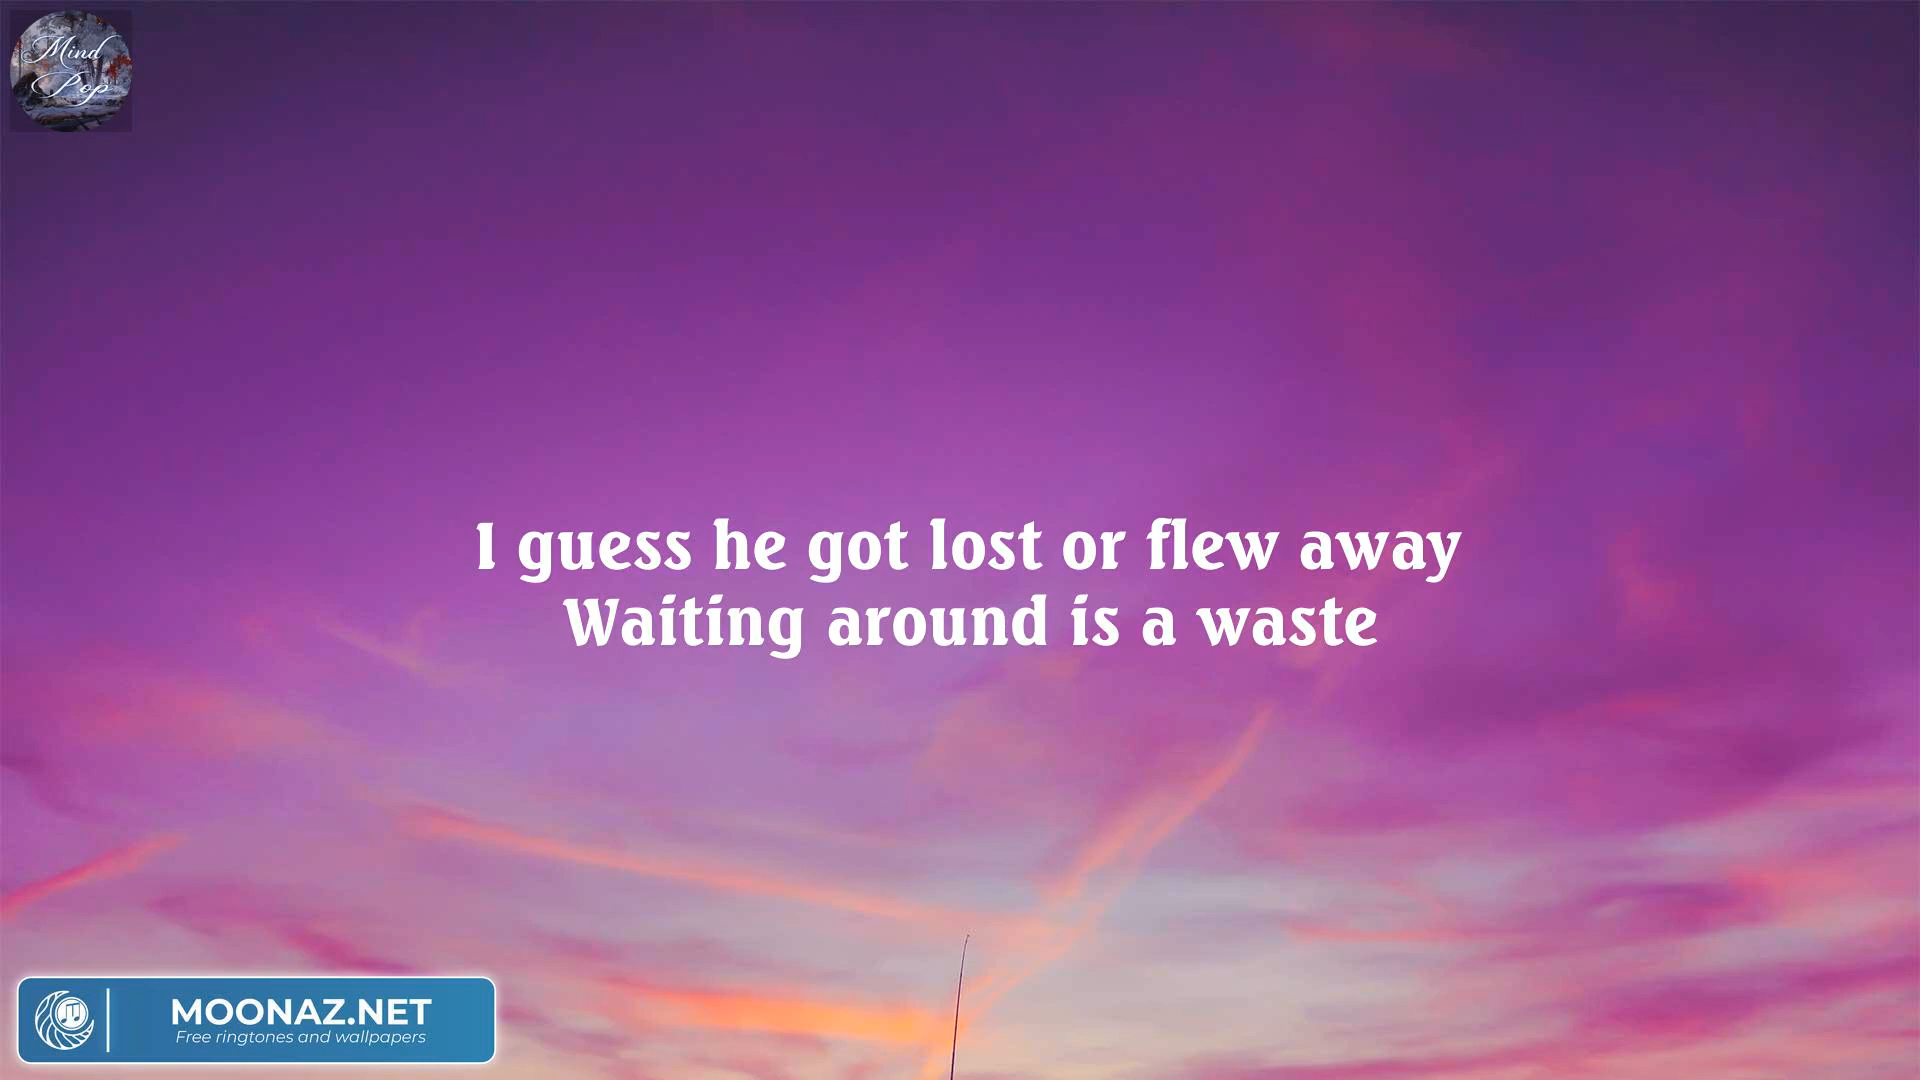 Mind
Pop
I guess he got lost or flew away
Waiting around is a waste
MOONAZ.NET
Free ringtones and wallpapers